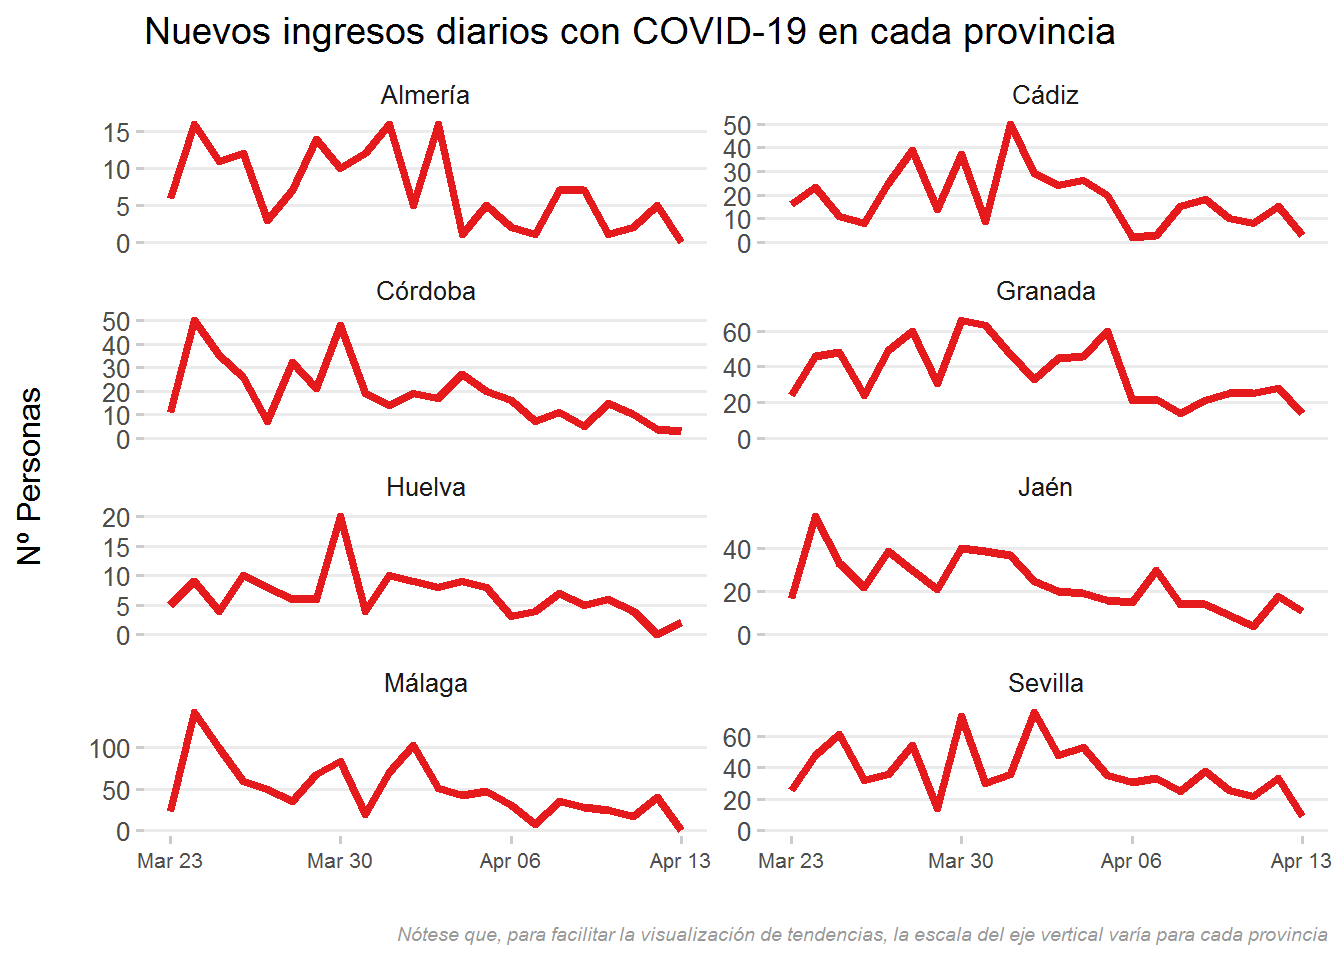 Nuevos ingresos diarios con COVID-19 en cada provincia
Nº Personas
Almería
15
10
5
0
Cádiz
50
40
30
20
10
0
Córdoba
50
40
30
20
10
0
Granada
60
40
20
0
Huelva
20
15
10
5
0
Jaén
40
20
0
Málaga
100
50
0
Mar 23 Mar 30 Apr 06 Apr 13
Sevilla
60
40
20
0
Mar 23 Mar 30 Apr 06 Apr 13
Nótese que, para facilitar la visualización de tendencias, la escala del eje vertical varía para cada provincia